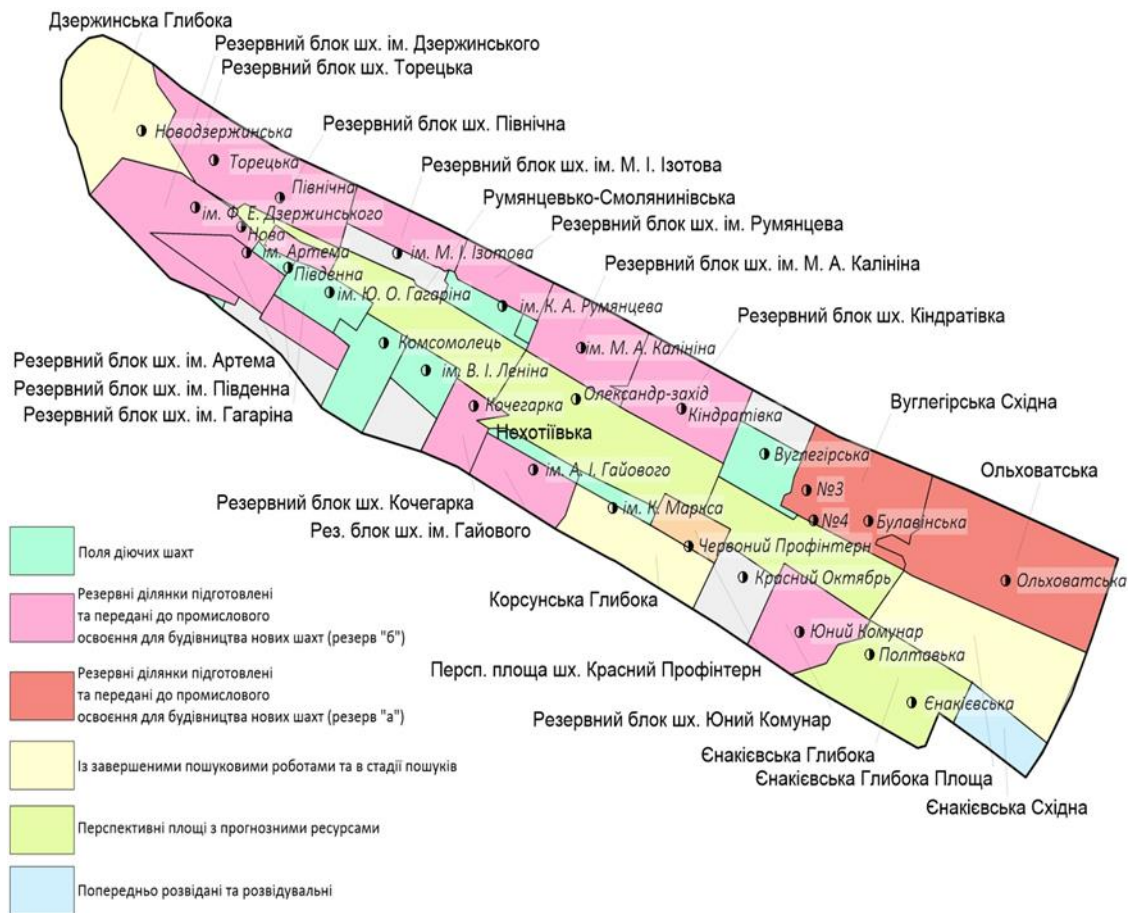 Дзержинська Глибока
Резервний блок шх. ім. Дзержинського
Резервний блок шх. Торецька
Резервний блок шх. Північна
Резервний блок шх. ім. М. І. Ізотова
Румянцевько-Смолянинівська
Резервний блок шх. ім. Румянцева
Резервний блок шх. ім. М. А. Калініна
Резервний блок шх. Кіндратівка
Вуглегірська Східна
Ольховатська
Новодзержинська
Торецька
Північна
ім. Ф. Е. Дзержинського
Нова
ім. Артема
Південна
ім. Ю. О. Гагаріна
ім. М. І. Ізотова
ім. К. А. Румянцева
Комсомолець
ім. М. А. Калініна
ім. В. І. Леніна
Олександр-захід
Кочегарка
Кіндратівка
Нехотіївька
Вуглегірська
ім. А. І. Гайового
№3
ім. К. Маркса
№4
Булавінська
Червоний Профінтерн
Красний Октябрь
Ольховатська
Юний Комунар
Полтавька
Єнакієвська
Резервний блок шх. ім. Артема
Резервний блок шх. ім. Південна
Резервний блок шх. ім. Гагаріна
Резервний блок шх. Кочегарка
Рез. блок шх. ім. Гайового
Корсунська Глибока
Персп. площа шх. Красний Профінтерн
Резервний блок шх. Юний Комунар
Єнакієвська Глибока
Єнакієвська Глибока Площа
Єнакієвська Східна
Поля діючих шахт
Резервні ділянки підготовлені
та передані до промислового
освоєння для будівництва нових шахт (резерв "б")
Резервні ділянки підготовлені
та передані до промислового
освоєння для будівництва нових шахт (резерв "а")
Із завершеними пошуковими роботами та в стадії пошуків
Перспективні площі з прогнозними ресурсами
Попередньо розвідані та розвідувальні